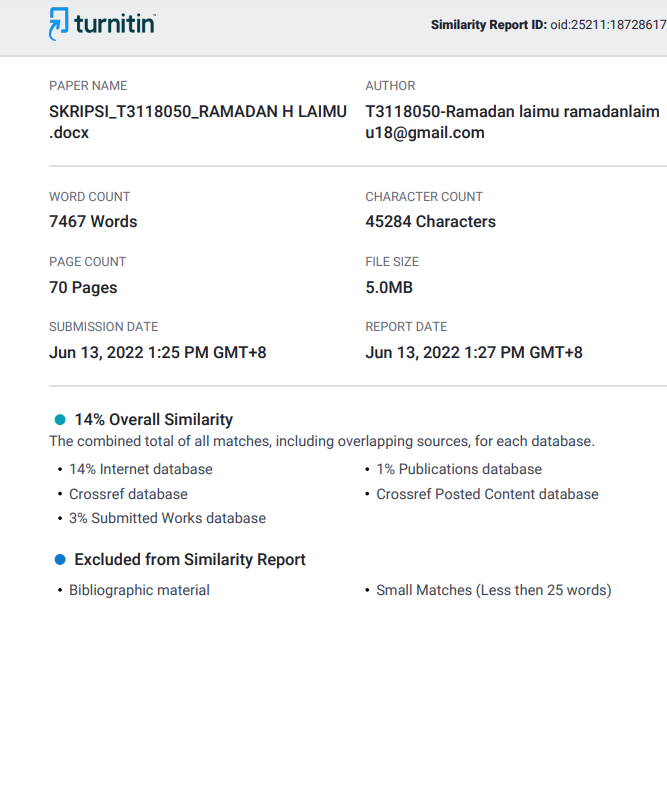 turnitin™
Similarity Report ID: oid:25211:18728617
PAPER NAME
SKRIPSI_T3118050_RAMADAN H LAIMU
.docx
AUTHOR
T3118050-Ramadan laimu ramadanlaim
u18@gmail.com
WORD COUNT
7467 Words
CHARACTER COUNT
45284 Characters
PAGE COUNT
70 Pages
FILE SIZE
5.0MB
SUBMISSION DATE
Jun 13, 2022 1:25 PM GMT+8
REPORT DATE
Jun 13, 2022 1:27 PM GMT+8
● 14% Overall Similarity
The combined total of all matches, including overlapping sources, for each database.
• 14% Internet database
• 1% Publications database
• Crossref database
• Crossref Posted Content database
• 3% Submitted Works database
● Excluded from Similarity Report
• Bibliographic material
• Small Matches (Less then 25 words)